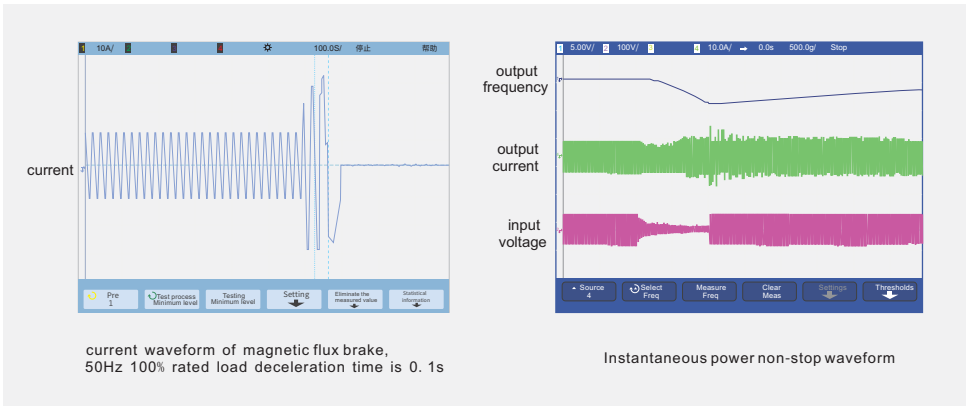 1 10A/ 2 100.0S/ 停止 帮助
current
Pre
1
Test process
Minimum level
Testing
Minimum level
Setting
Eliminate the
measured value
Statistical
information
current waveform of magnetic flux brake,
50Hz 100% rated load deceleration time is 0. 1s
1 5.00V/ 2 100V/ 3 4 10.0A/ 0.0s 500.0g/ Stop
output
frequency
output
current
input
voltage
Source
4
Select
Freq
Measure
Freq
Clear
Meas
Settings
Thresholds
Instantaneous power non-stop waveform